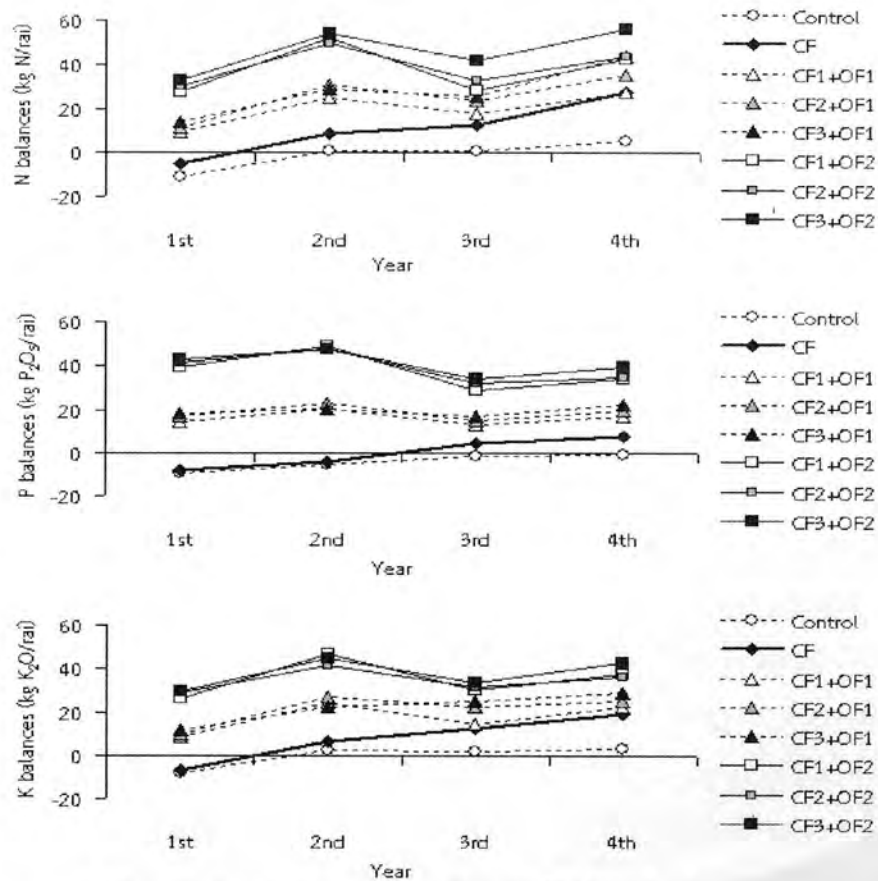 60
40
20
0
-20
N balances (kg N/rai)
1st 2nd 3rd 4th
Year
Control
CF
CF1+OF1
CF2+OF1
CF3+OF1
CF1+OF2
CF2+OF2
CF3+OF2
60
40
20
0
-20
P balances (kg P₂O₅/rai)
1st 2nd 3rd 4th
Year
Control
CF
CF1+OF1
CF2+OF1
CF3+OF1
CF1+OF2
CF2+OF2
CF3+OF2
60
40
20
0
-20
K balances (kg K₂O/rai)
1st 2nd 3rd 4th
Year
Control
CF
CF1+OF1
CF2+OF1
CF3+OF1
CF1+OF2
CF2+OF2
CF3+OF2